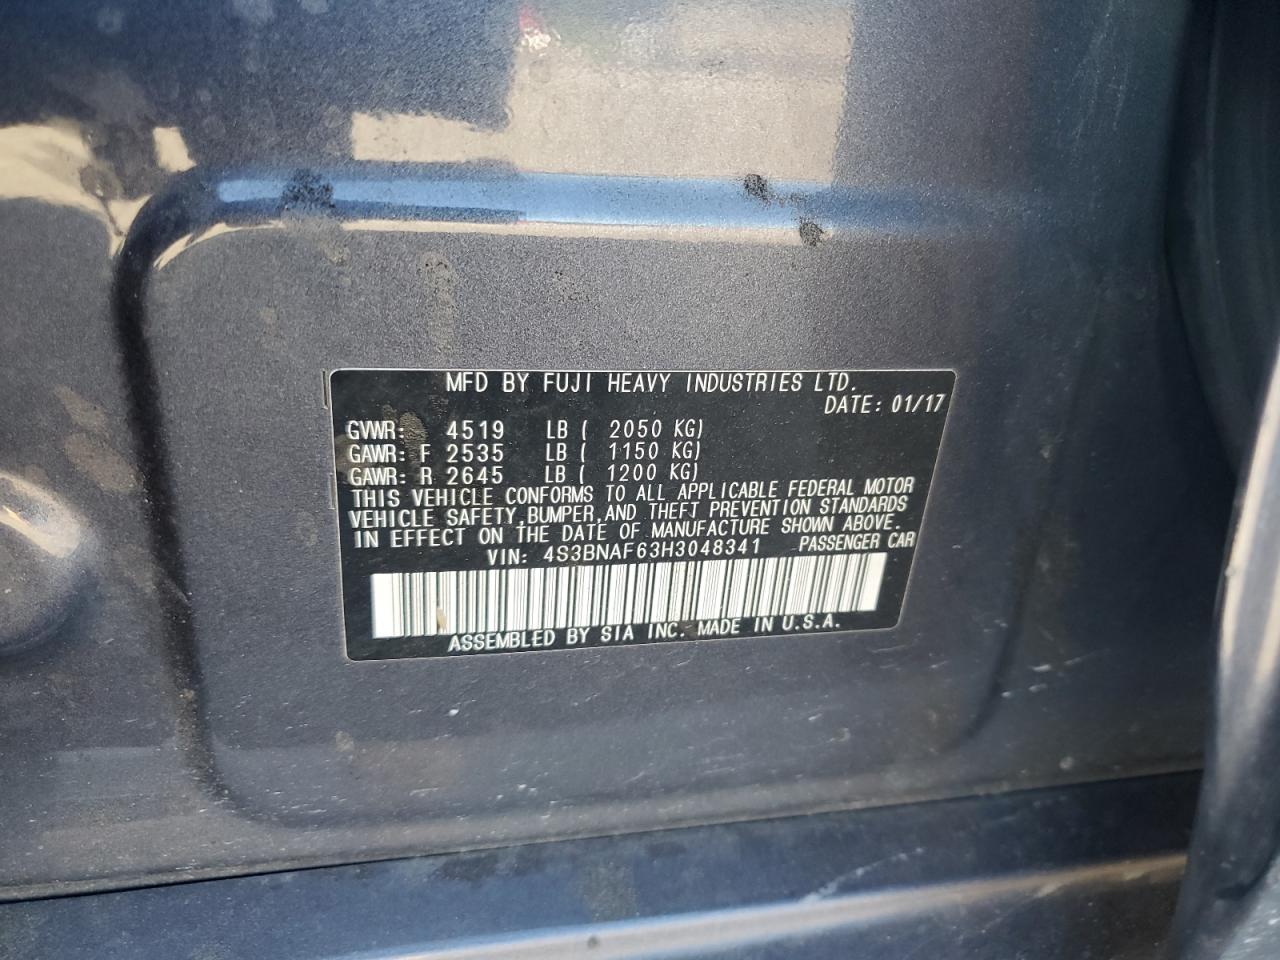 MFD BY FUJI HEAVY INDUSTRIES LTD.
DATE: 01/17
GVWR: 4519 LB ( 2050 KG)
GAWR: F 2535 LB ( 1150 KG)
GAWR: R 2645 LB ( 1200 KG)
THIS VEHICLE CONFORMS TO ALL APPLICABLE FEDERAL MOTOR
VEHICLE SAFETY,BUMPER,AND THEFT PREVENTION STANDARDS
IN EFFECT ON THE DATE OF MANUFACTURE SHOWN ABOVE.
VIN: 4S3BNAF63H3048341 PASSENGER CAR
ASSEMBLED BY SIA INC. MADE IN U.S.A.